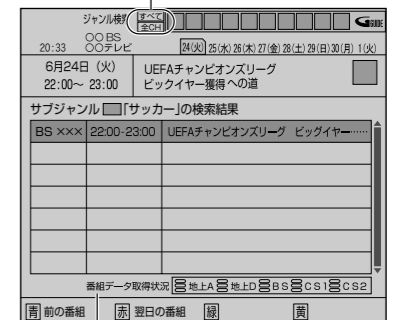 ジャンル検索 すべて 全CH GGUIDE
○○BS
20:33 ○○テレビ 24(火) 25(水) 26(木) 27(金) 28(土) 29(日) 30(月) 1(火)
6月24日(火) UEFAチャンピオンズリーグ
22:00～ 23:00 ビックイヤー獲得への道
サブジャンル 「サッカー」の検索結果
BS ××× 22:00-23:00 UEFAチャンピオンズリーグ ビッグイヤー……
番組データ取得状況 地上A 地上D BS CS1 CS2
青 前の番組 赤 翌日の番組 緑 黄